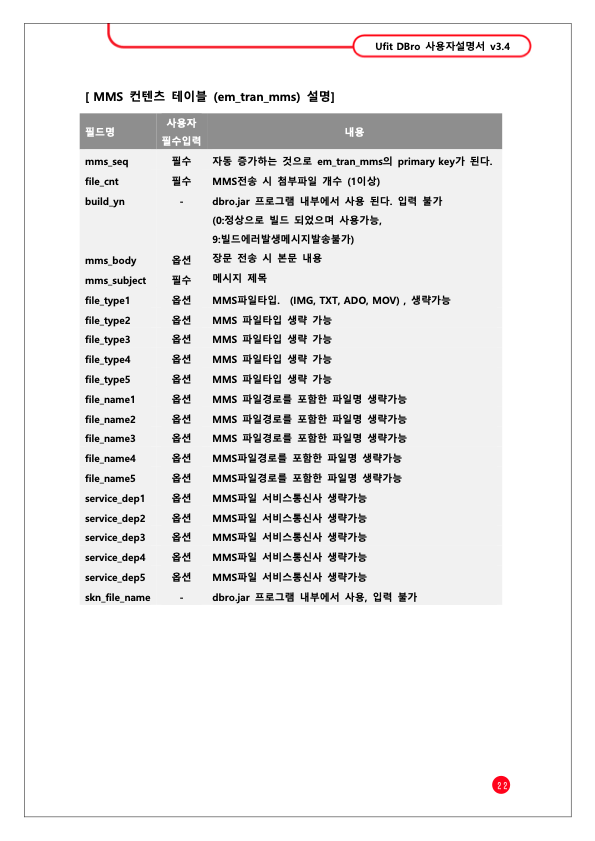 Ufit DBro 사용자설명서 v3.4
[ MMS 컨텐츠 테이블 (em_tran_mms) 설명]
필드명 사용자 필수입력 내용
mms_seq 필수 자동 증가하는 것으로 em_tran_mms의 primary key가 된다.
file_cnt 필수 MMS전송 시 첨부파일 개수 (1이상)
build_yn - dbro.jar 프로그램 내부에서 사용 된다. 입력 불가
(0:정상으로 빌드 되었으며 사용가능,
9:빌드에러발생메시지발송불가)
mms_body 옵션 장문 전송 시 본문 내용
mms_subject 필수 메시지 제목
file_type1 옵션 MMS파일타입. (IMG, TXT, ADO, MOV) , 생략가능
file_type2 옵션 MMS 파일타입 생략 가능
file_type3 옵션 MMS 파일타입 생략 가능
file_type4 옵션 MMS 파일타입 생략 가능
file_type5 옵션 MMS 파일타입 생략 가능
file_name1 옵션 MMS 파일경로를 포함한 파일명 생략가능
file_name2 옵션 MMS 파일경로를 포함한 파일명 생략가능
file_name3 옵션 MMS 파일경로를 포함한 파일명 생략가능
file_name4 옵션 MMS파일경로를 포함한 파일명 생략가능
file_name5 옵션 MMS파일경로를 포함한 파일명 생략가능
service_dep1 옵션 MMS파일 서비스통신사 생략가능
service_dep2 옵션 MMS파일 서비스통신사 생략가능
service_dep3 옵션 MMS파일 서비스통신사 생략가능
service_dep4 옵션 MMS파일 서비스통신사 생략가능
service_dep5 옵션 MMS파일 서비스통신사 생략가능
skn_file_name - dbro.jar 프로그램 내부에서 사용, 입력 불가
22